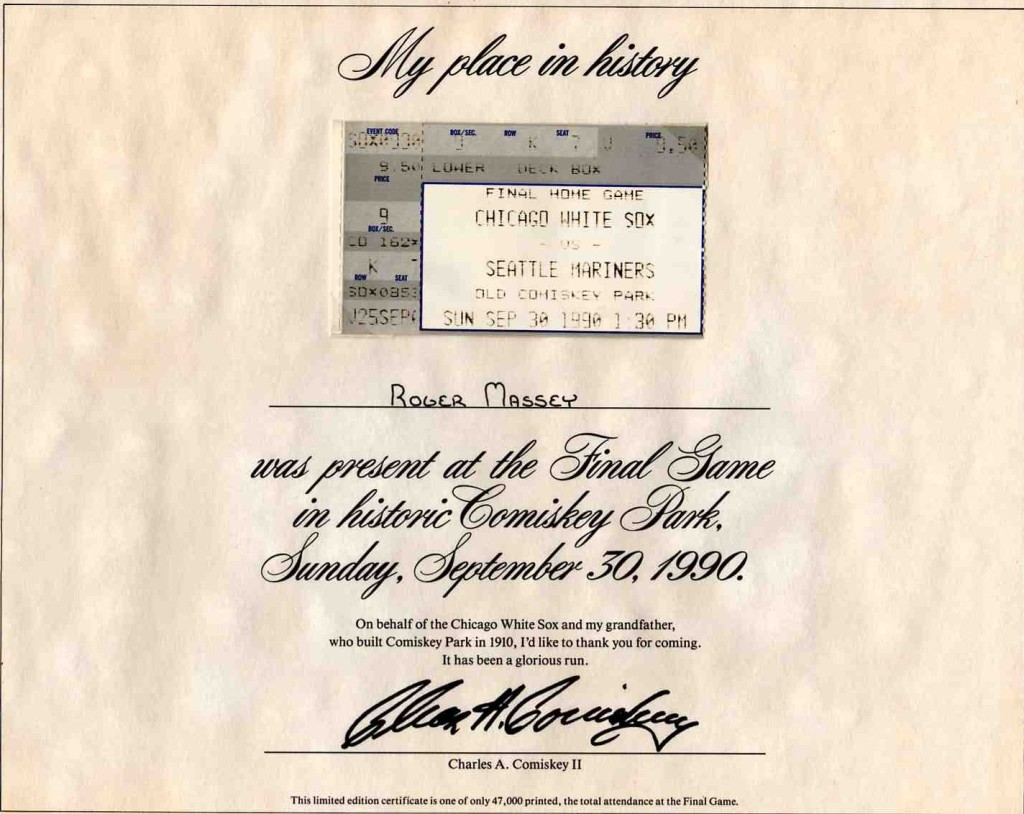 My place in history
EVENT CODE BOX/SEC. ROW SEAT PRICE
SOX0930 9 K 7 9.50
9.50 LOWER DECK BOX
PRICE
FINAL HOME GAME
9 CHICAGO WHITE SOX
BOX/SEC.
162X - VS -
K SEATTLE MARINERS
ROW SEAT
OLD COMISKEY PARK
SUN SEP 30 1990 1:30 PM
ROGER MASSEY
was present at the Final Game
in historic Comiskey Park,
Sunday, September 30, 1990.
On behalf of the Chicago White Sox and my grandfather,
who built Comiskey Park in 1910, I'd like to thank you for coming.
It has been a glorious run.
Charles A. Comiskey II
This limited edition certificate is one of only 47,000 printed, the total attendance at the Final Game.